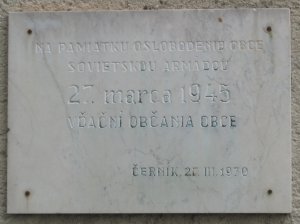 NA PAMIATKU OSLOBODENIA OBCE
SOVIETSKOU ARMÁDOU
27. marca 1945
VĎAČNÍ OBČANIA OBCE
ČERNÍK, 27. III. 1970